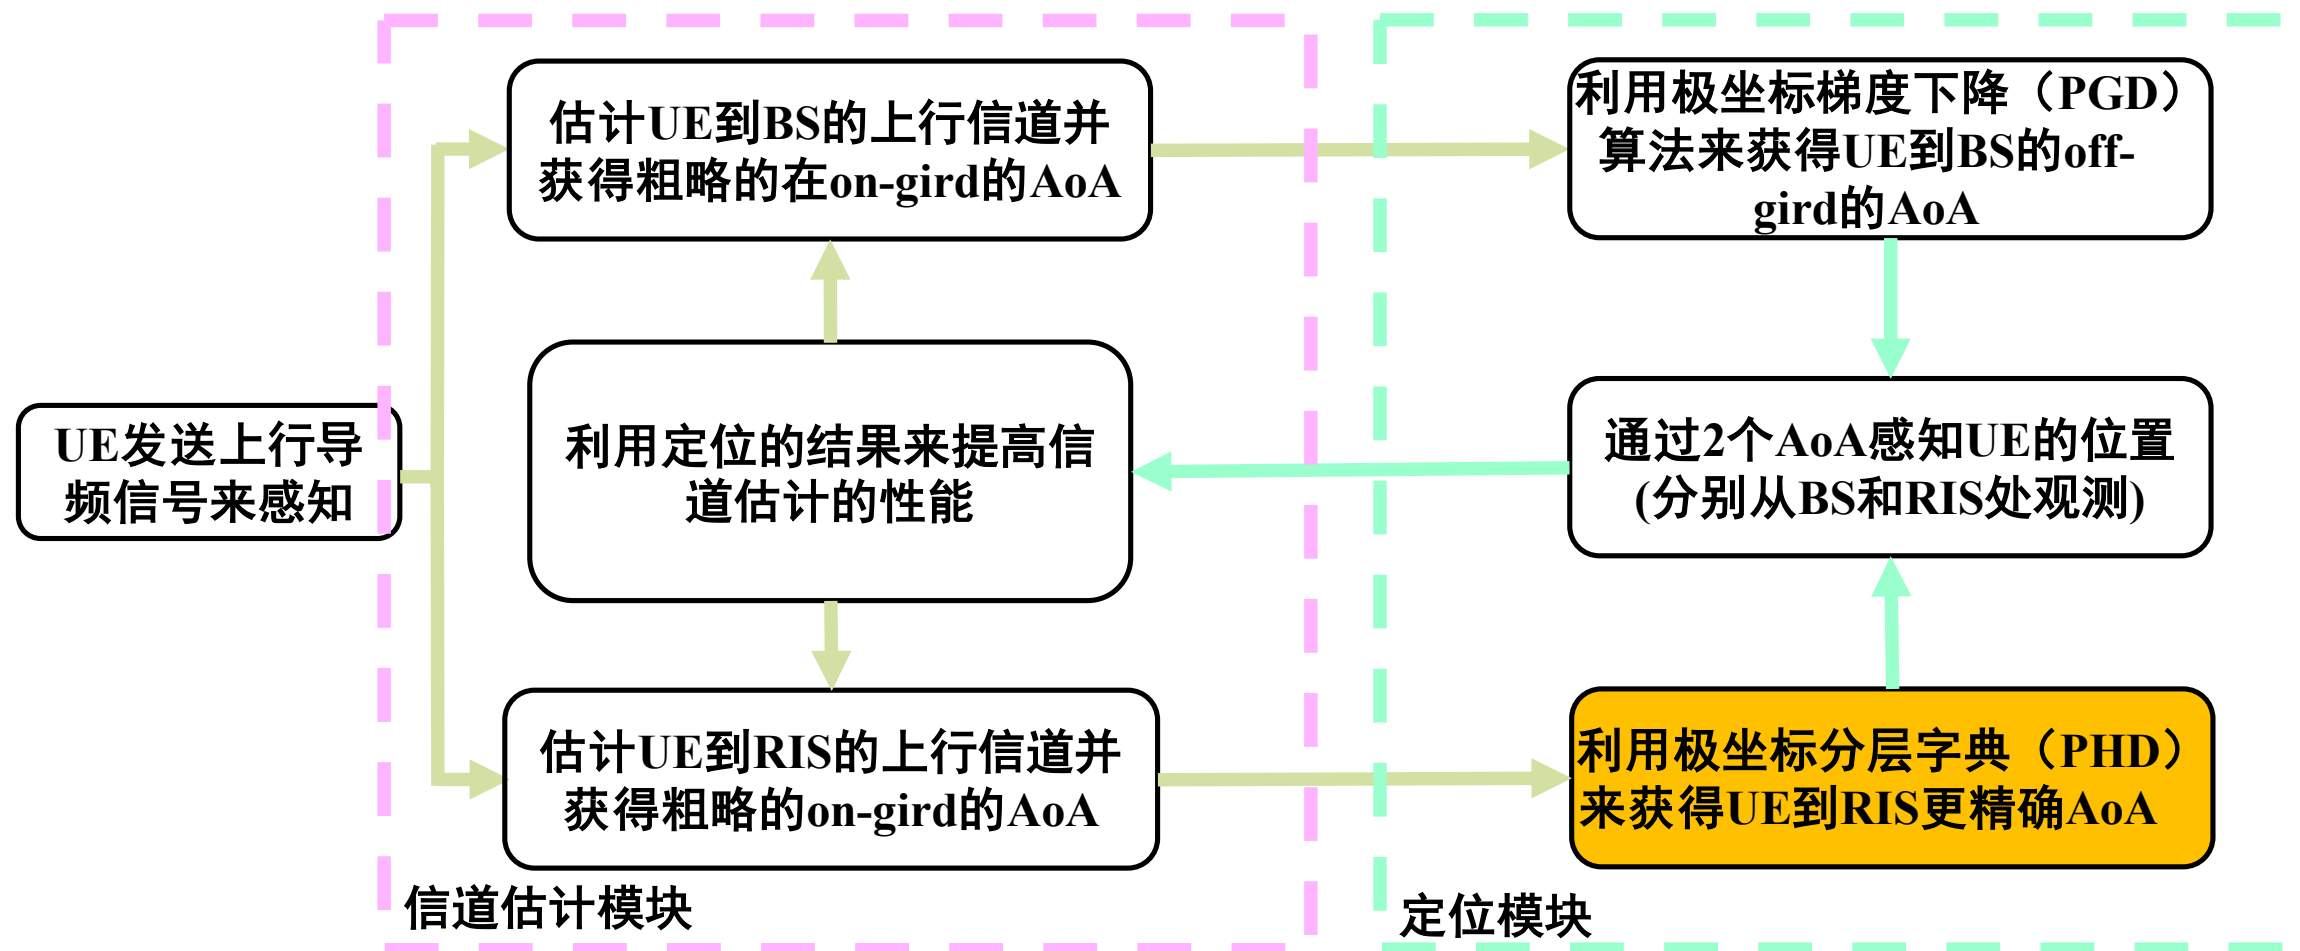 估计UE到BS的上行信道并
获得粗略的在on-gird的AoA
利用极坐标梯度下降（PGD）
算法来获得UE到BS的off-
gird的AoA
UE发送上行导
频信号来感知
利用定位的结果来提高信
道估计的性能
通过2个AoA感知UE的位置
(分别从BS和RIS处观测)
估计UE到RIS的上行信道并
获得粗略的on-gird的AoA
利用极坐标分层字典（PHD）
来获得UE到RIS更精确AoA
信道估计模块
定位模块